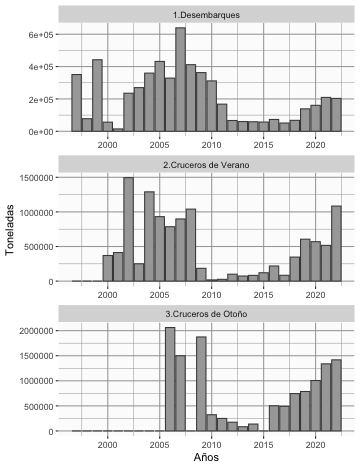 1.Desembarques
6e+05
4e+05
2e+05
0e+00
2000 2005 2010 2015 2020
2.Cruceros de Verano
1500000
1000000
500000
0
2000 2005 2010 2015 2020
Toneladas
3.Cruceros de Otoño
2000000
1500000
1000000
500000
0
2000 2005 2010 2015 2020
Años